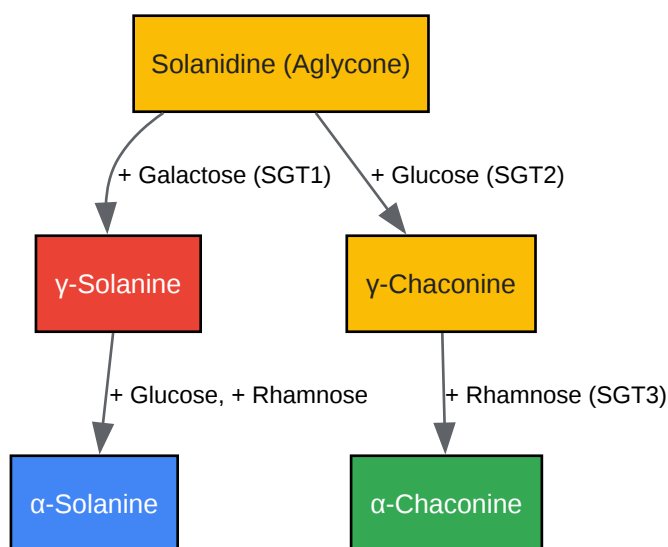 Solanidine (Aglycone)
+ Galactose (SGT1)
+ Glucose (SGT2)
γ-Solanine
γ-Chaconine
+ Glucose, + Rhamnose
+ Rhamnose (SGT3)
α-Solanine
α-Chaconine